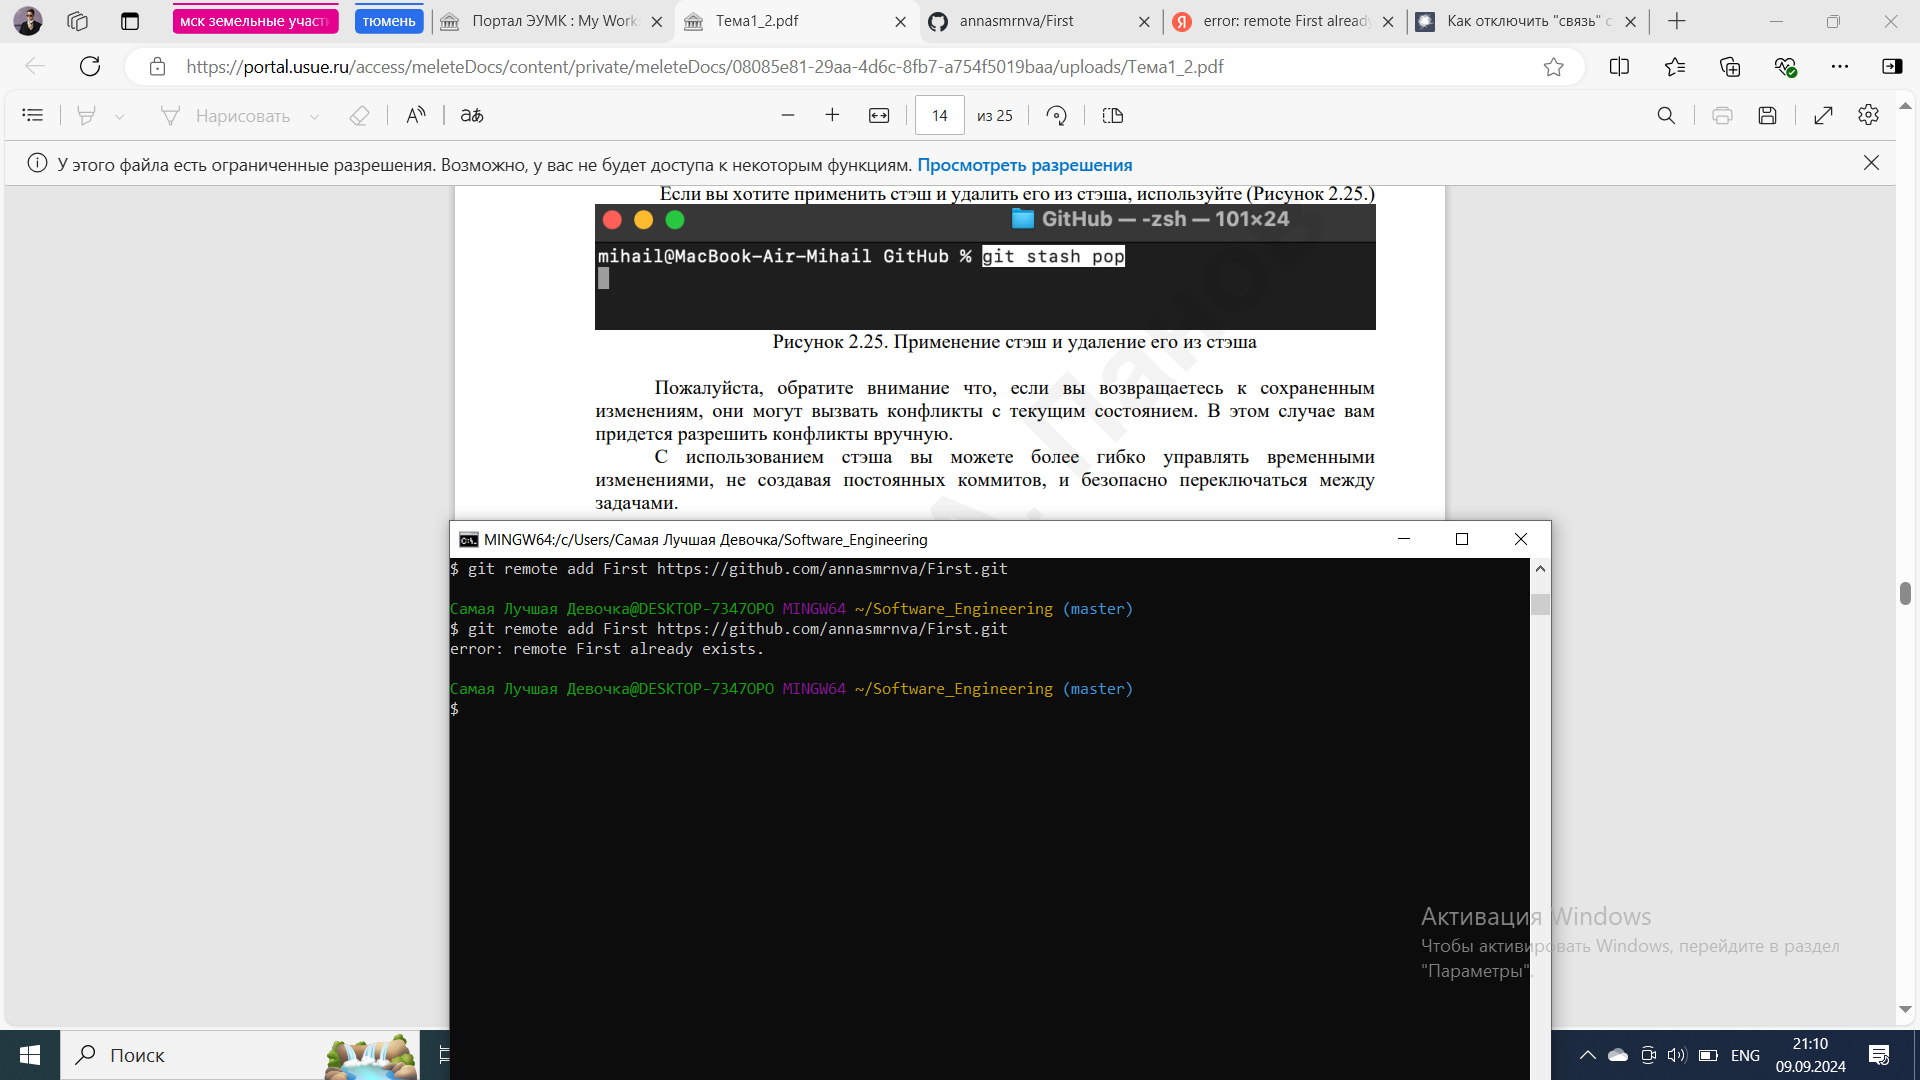 мск земельные участ
тюмень
Портал ЭУМК : My Work
Тема1_2.pdf
annasmrnva/First
error: remote First already
Как отключить "связь" с
https://portal.usue.ru/access/meleteDocs/content/private/meleteDocs/08085e81-29aa-4d6c-8fb7-a754f5019baa/uploads/Тема1_2.pdf
Нарисовать
аあ
14 из 25
У этого файла есть ограниченные разрешения. Возможно, у вас не будет доступа к некоторым функциям. Просмотреть разрешения
Если вы хотите применить стэш и удалить его из стэша, используйте (Рисунок 2.25.)
GitHub — -zsh — 101×24
mihail@MacBook-Air-Mihail GitHub % git stash pop
Рисунок 2.25. Применение стэш и удаление его из стэша
Пожалуйста, обратите внимание что, если вы возвращаетесь к сохраненным
изменениям, они могут вызвать конфликты с текущим состоянием. В этом случае вам
придется разрешить конфликты вручную.
С использованием стэша вы можете более гибко управлять временными
изменениями, не создавая постоянных коммитов, и безопасно переключаться между
задачами.
А. Панов
MINGW64:/c/Users/Самая Лучшая Девочка/Software_Engineering
$ git remote add First https://github.com/annasmrnva/First.git
Самая Лучшая Девочка@DESKTOP-7347OPO MINGW64 ~/Software_Engineering (master)
$ git remote add First https://github.com/annasmrnva/First.git
error: remote First already exists.
Самая Лучшая Девочка@DESKTOP-7347OPO MINGW64 ~/Software_Engineering (master)
$
Активация Windows
Чтобы активировать Windows, перейдите в раздел
"Параметры".
Поиск
ENG
21:10
09.09.2024